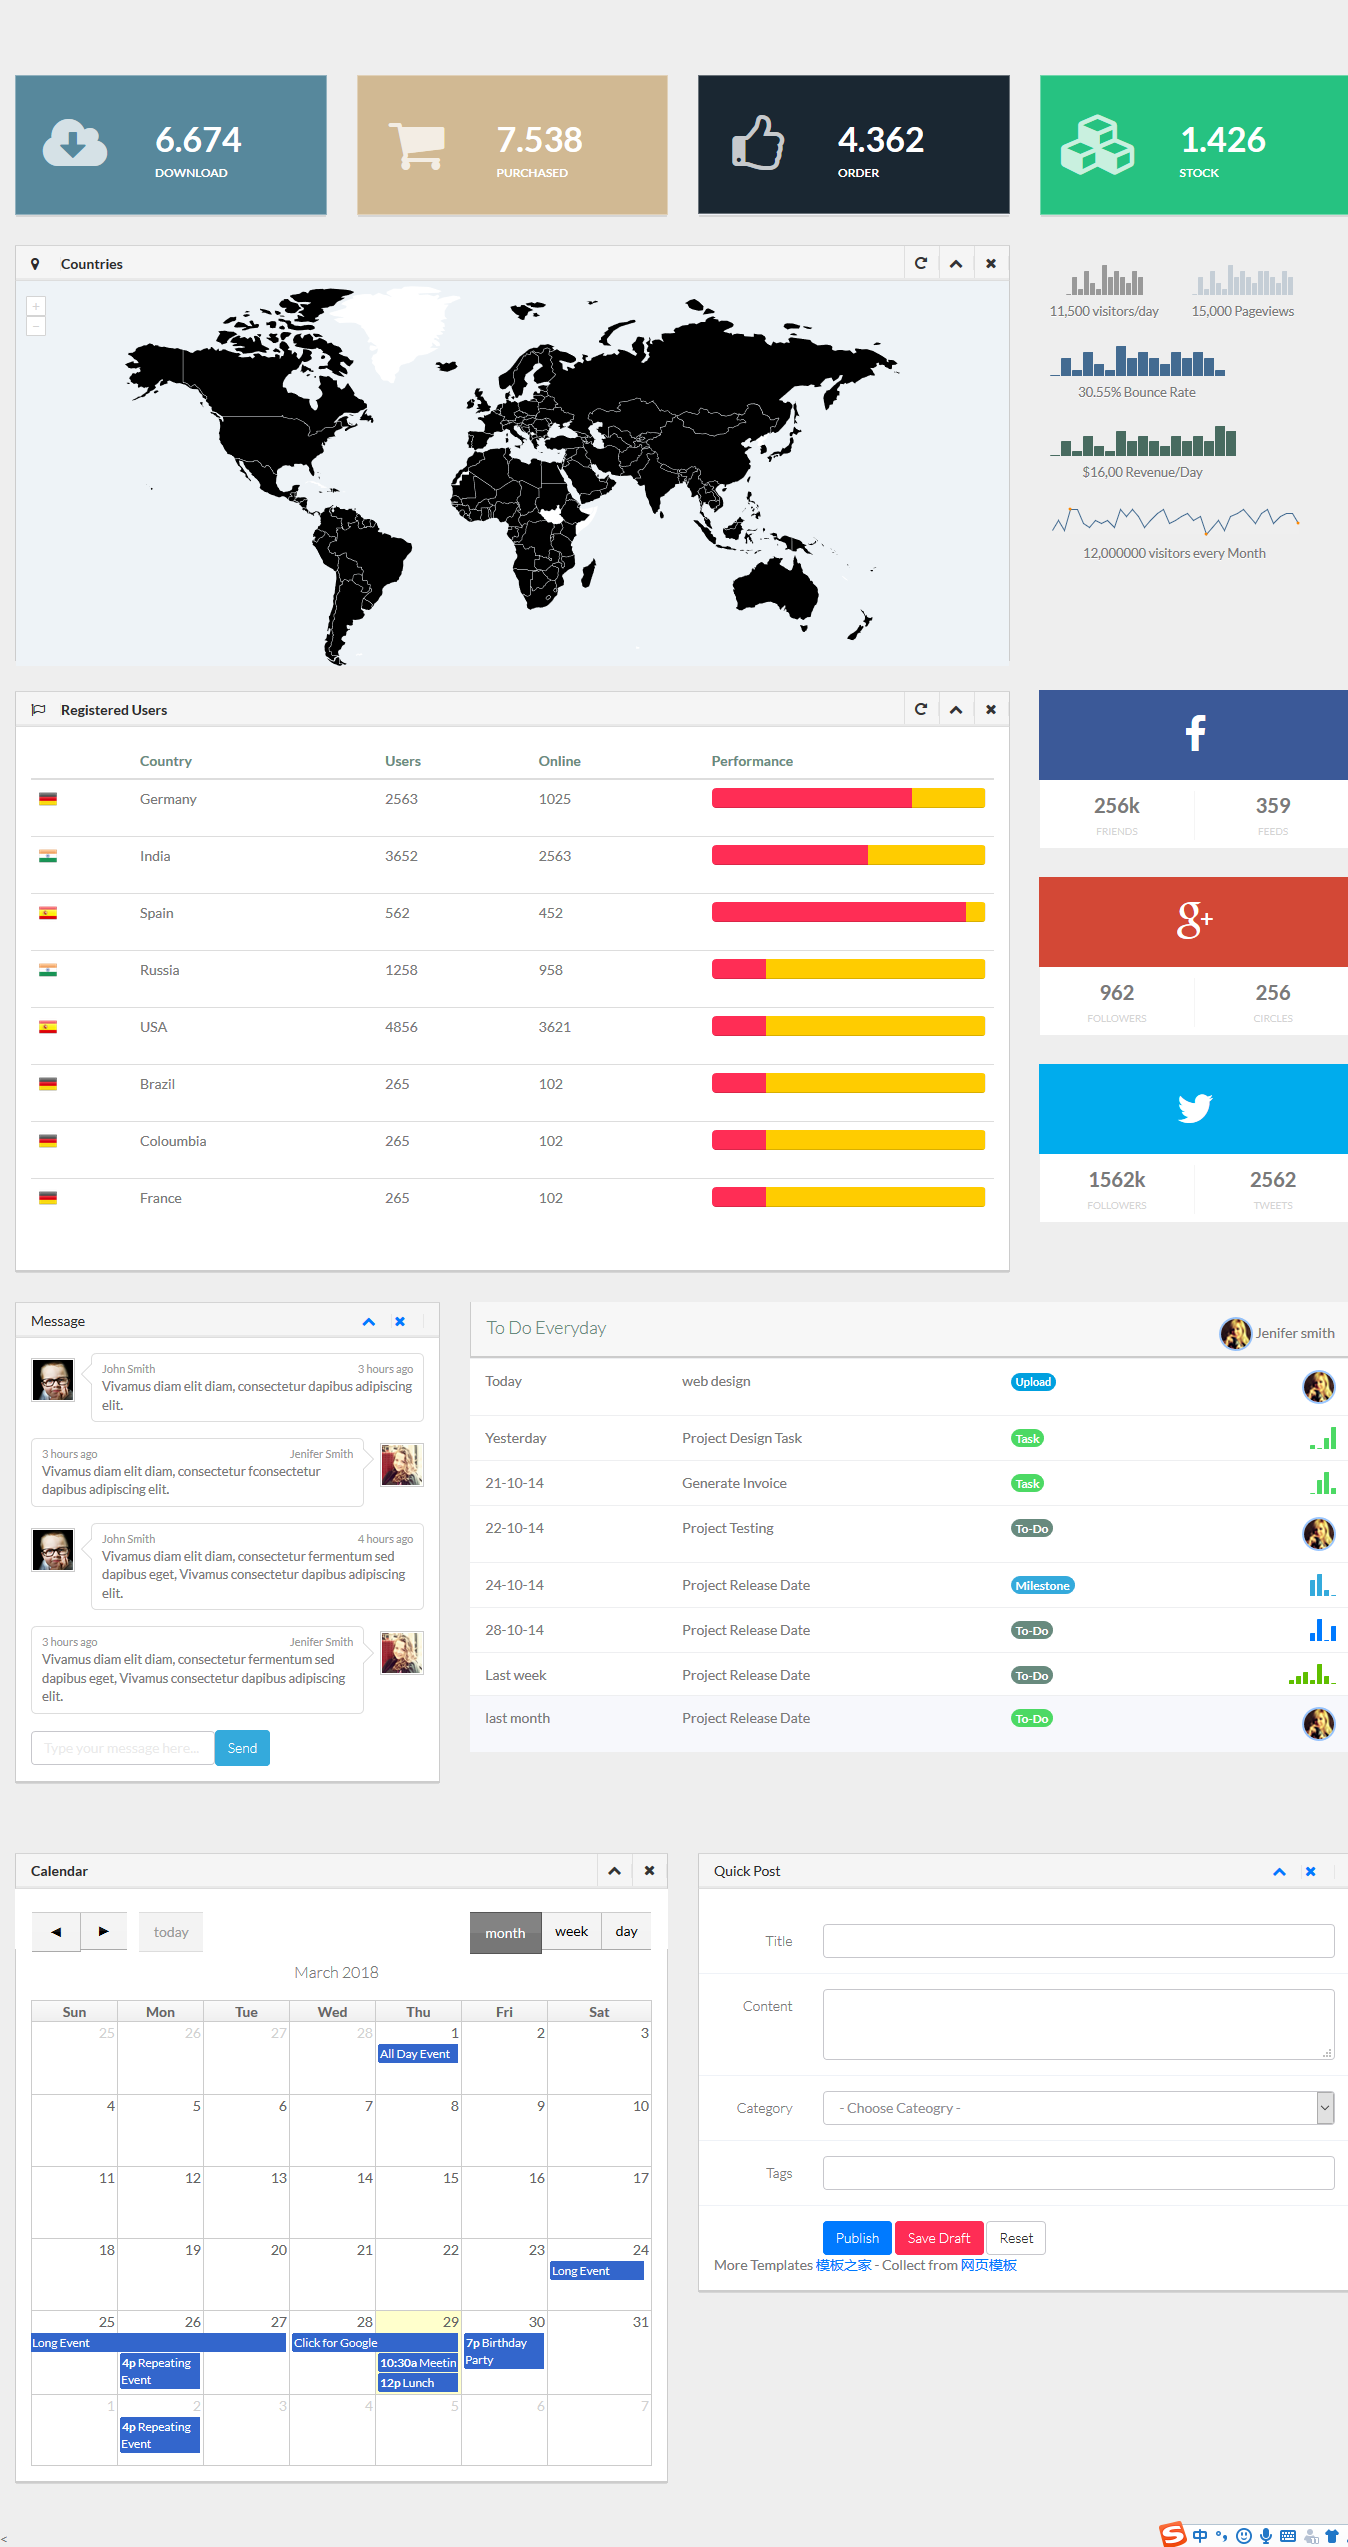 6.674
DOWNLOAD
7.538
PURCHASED
4.362
ORDER
1.426
STOCK
Countries
+
−
11,500 visitors/day
15,000 Pageviews
30.55% Bounce Rate
$16,00 Revenue/Day
12,000000 visitors every Month
Registered Users
Country Users Online Performance
Germany 2563 1025
India 3652 2563
Spain 562 452
Russia 1258 958
USA 4856 3621
Brazil 265 102
Coloumbia 265 102
France 265 102
256k 359
FRIENDS FEEDS
g+
962 256
FOLLOWERS CIRCLES
1562k 2562
FOLLOWERS TWEETS
Message
John Smith 3 hours ago
Vivamus diam elit diam, consectetur dapibus adipiscing
elit.
3 hours ago Jenifer Smith
Vivamus diam elit diam, consectetur fconsectetur
dapibus adipiscing elit.
John Smith 4 hours ago
Vivamus diam elit diam, consectetur fermentum sed
dapibus eget, Vivamus consectetur dapibus adipiscing
elit.
3 hours ago Jenifer Smith
Vivamus diam elit diam, consectetur fermentum sed
dapibus eget, Vivamus consectetur dapibus adipiscing
elit.
Type your message here... Send
To Do Everyday Jenifer smith
Today web design Upload
Yesterday Project Design Task Task
21-10-14 Generate Invoice Task
22-10-14 Project Testing To-Do
24-10-14 Project Release Date Milestone
28-10-14 Project Release Date To-Do
Last week Project Release Date To-Do
last month Project Release Date To-Do
Calendar
today month week day
March 2018
Sun Mon Tue Wed Thu Fri Sat
25 26 27 28 1 2 3
All Day Event
4 5 6 7 8 9 10
11 12 13 14 15 16 17
18 19 20 21 22 23 24
Long Event
25 26 27 28 29 30 31
Long Event Click for Google 7p Birthday
Party
4p Repeating 10:30a Meetin
Event 12p Lunch
1 2 3 4 5 6 7
4p Repeating
Event
Quick Post
Title
Content
Category - Choose Cateogry -
Tags
Publish Save Draft Reset
More Templates 模板之家 - Collect from 网页模板
<
S 中